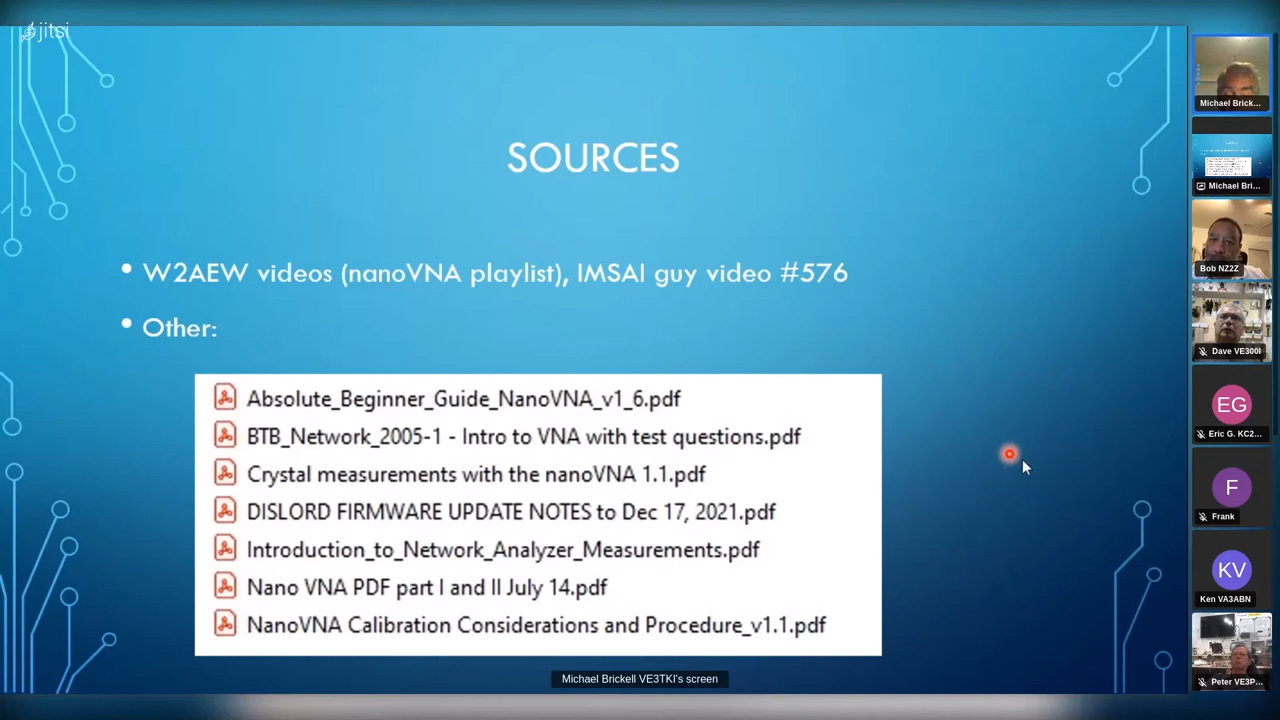 jitsi
SOURCES
• W2AEW videos (nanoVNA playlist), IMSAI guy video #576
• Other:
Absolute_Beginner_Guide_NanoVNA_v1_6.pdf
BTB_Network_2005-1 - Intro to VNA with test questions.pdf
Crystal measurements with the nanoVNA 1.1.pdf
DISLORD FIRMWARE UPDATE NOTES to Dec 17, 2021.pdf
Introduction_to_Network_Analyzer_Measurements.pdf
Nano VNA PDF part I and II July 14.pdf
NanoVNA Calibration Considerations and Procedure_v1.1.pdf
Michael Brickell VE3TKI's screen
Michael Brick...
Michael Bri...
Bob NZ2Z
Dave VE3OOI
EG
Eric G. KC2...
F
Frank
KV
Ken VA3ABN
Peter VE3P...